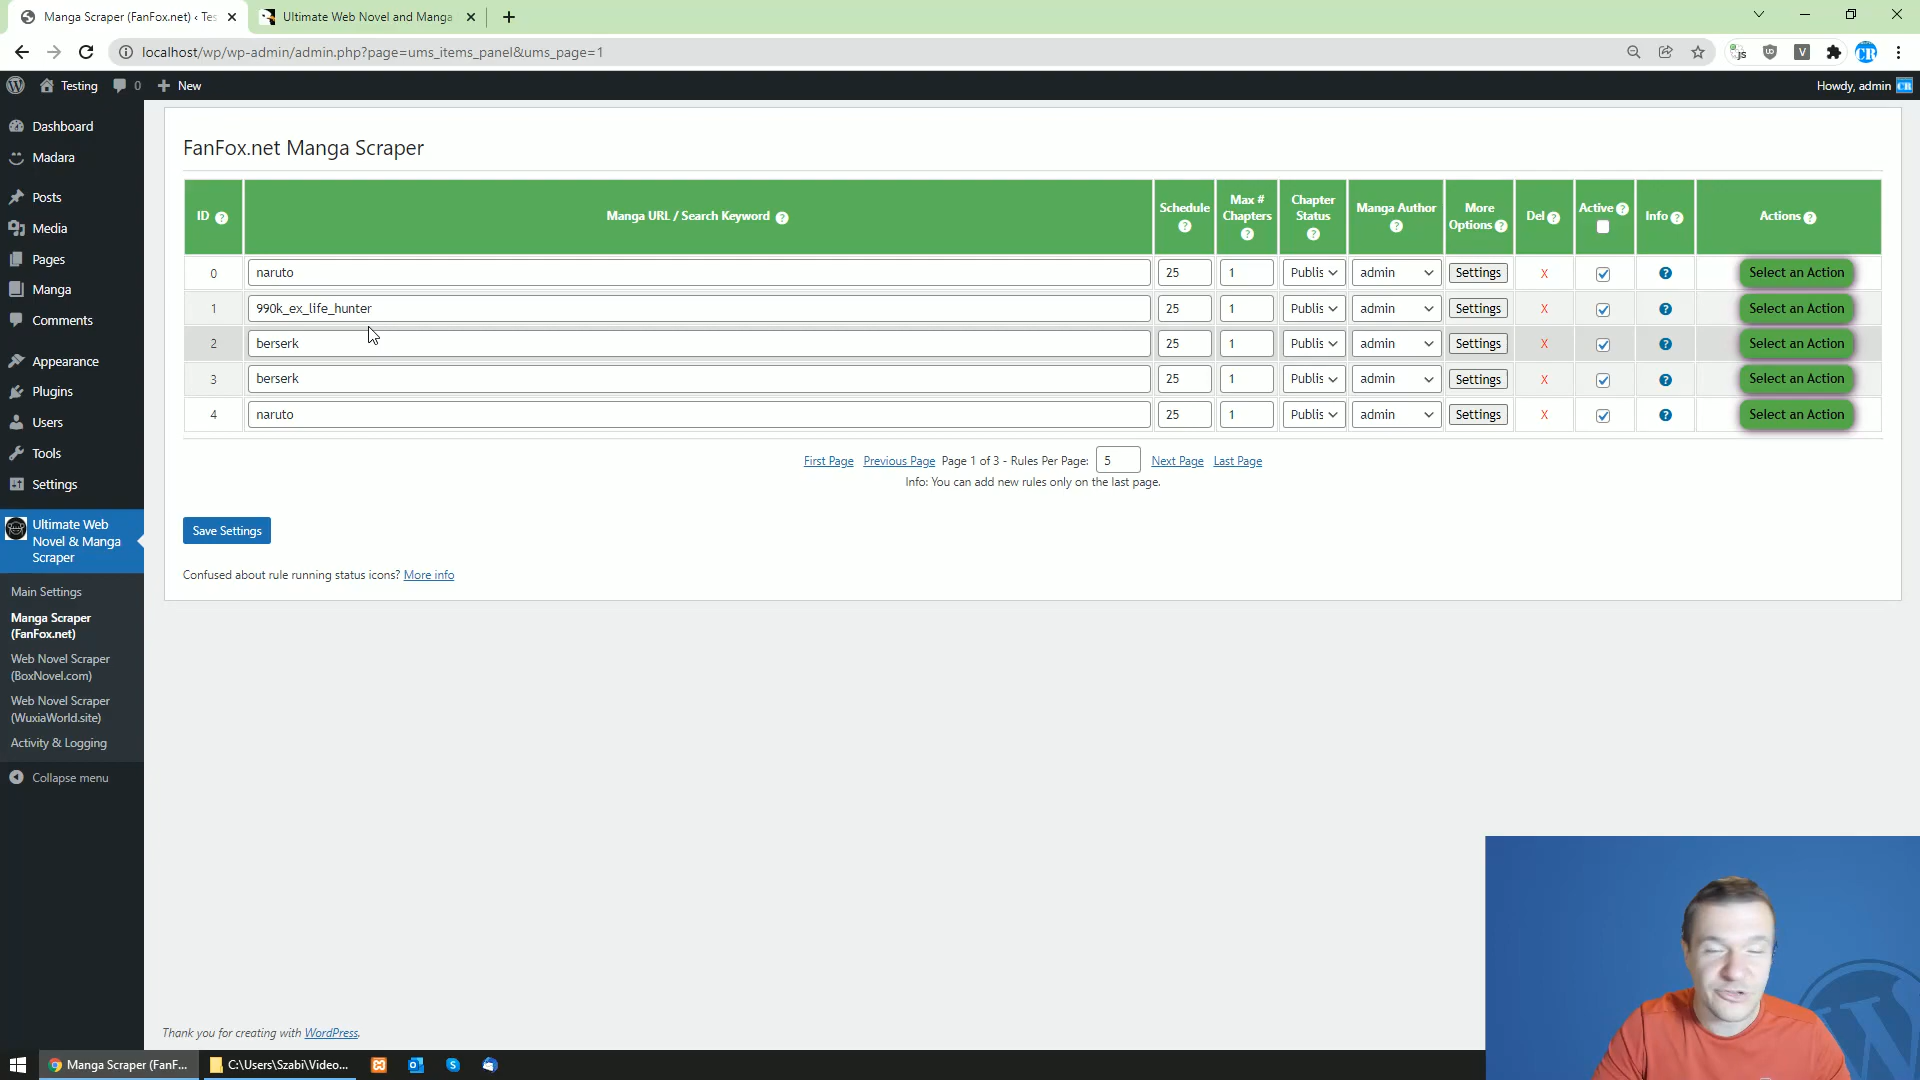 Manga Scraper (FanFox.net) ‹ Tes
Ultimate Web Novel and Manga
localhost/wp/wp-admin/admin.php?page=ums_items_panel&ums_page=1
Testing
0
New
Howdy, admin
Dashboard
Madara
Posts
Media
Pages
Manga
Comments
Appearance
Plugins
Users
Tools
Settings
Ultimate Web
Novel & Manga
Scraper
Main Settings
Manga Scraper
(FanFox.net)
Web Novel Scraper
(BoxNovel.com)
Web Novel Scraper
(WuxiaWorld.site)
Activity & Logging
Collapse menu
FanFox.net Manga Scraper
ID
Manga URL / Search Keyword
Schedule
Max #
Chapters
Chapter
Status
Manga Author
More
Options
Del
Active
Info
Actions
0 naruto 25 1 Publis admin Settings X Select an Action
1 990k_ex_life_hunter 25 1 Publis admin Settings X Select an Action
2 berserk 25 1 Publis admin Settings X Select an Action
3 berserk 25 1 Publis admin Settings X Select an Action
4 naruto 25 1 Publis admin Settings X Select an Action
First Page Previous Page Page 1 of 3 - Rules Per Page: 5 Next Page Last Page
Info: You can add new rules only on the last page.
Save Settings
Confused about rule running status icons? More info
Thank you for creating with WordPress.
Manga Scraper (FanF...
C:\Users\Szabi\Video...